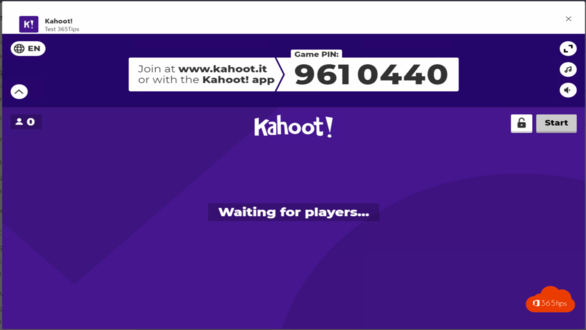 K!
Kahoot!
Test 365Tips
EN
Join at www.kahoot.it
or with the Kahoot! app
Game PIN:
961 0440
0
Kahoot!
Start
Waiting for players...
365tips